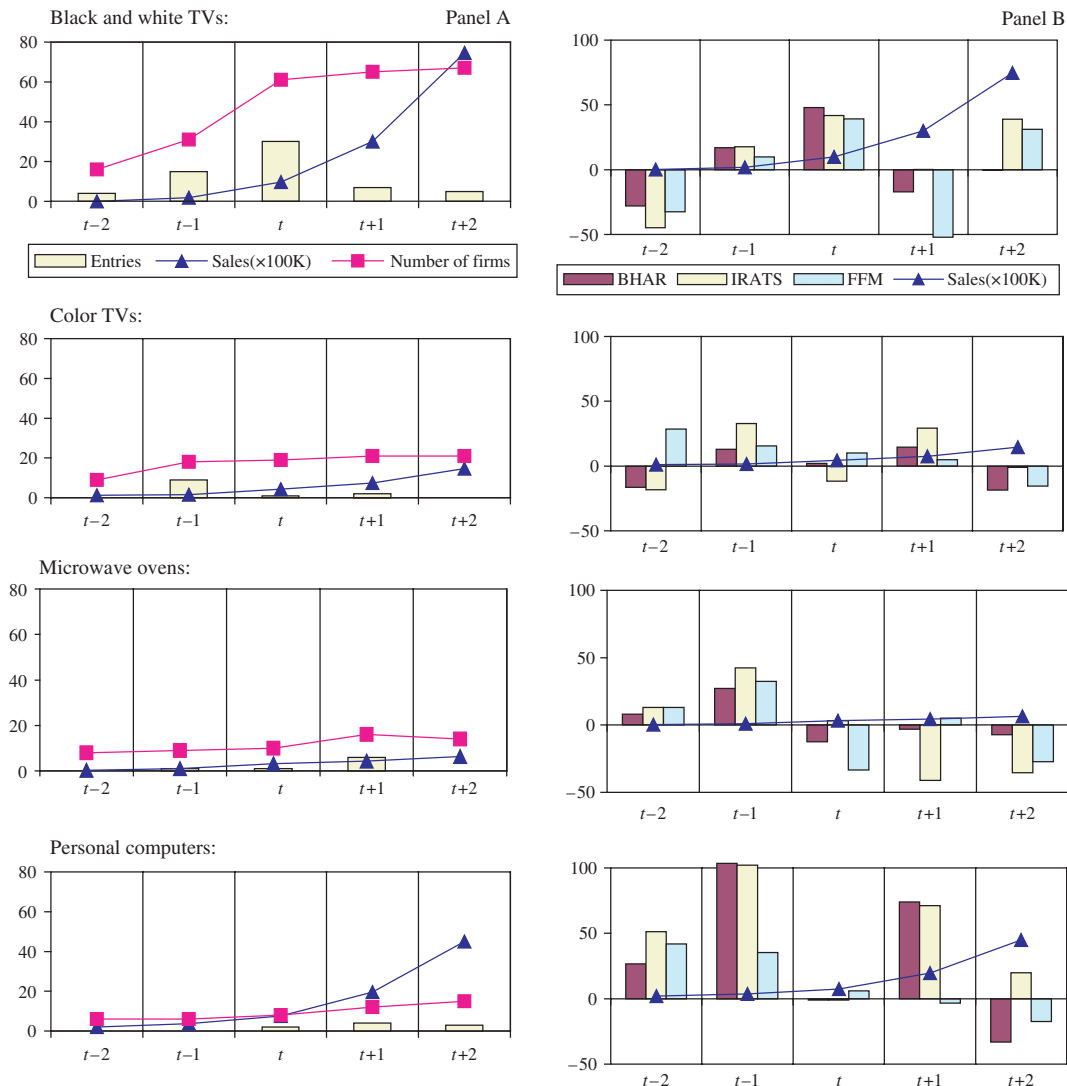 Black and white TVs: Panel A
80
60
40
20
0
t–2 t–1 t t+1 t+2
Entries Sales(×100K) Number of firms
Panel B
100
50
0
–50
t–2 t–1 t t+1 t+2
BHAR IRATS FFM Sales(×100K)
Color TVs:
80
60
40
20
0
t–2 t–1 t t+1 t+2
100
50
0
–50
t–2 t–1 t t+1 t+2
Microwave ovens:
80
60
40
20
0
t–2 t–1 t t+1 t+2
100
50
0
–50
t–2 t–1 t t+1 t+2
Personal computers:
80
60
40
20
0
t–2 t–1 t t+1 t+2
100
50
0
–50
t–2 t–1 t t+1 t+2